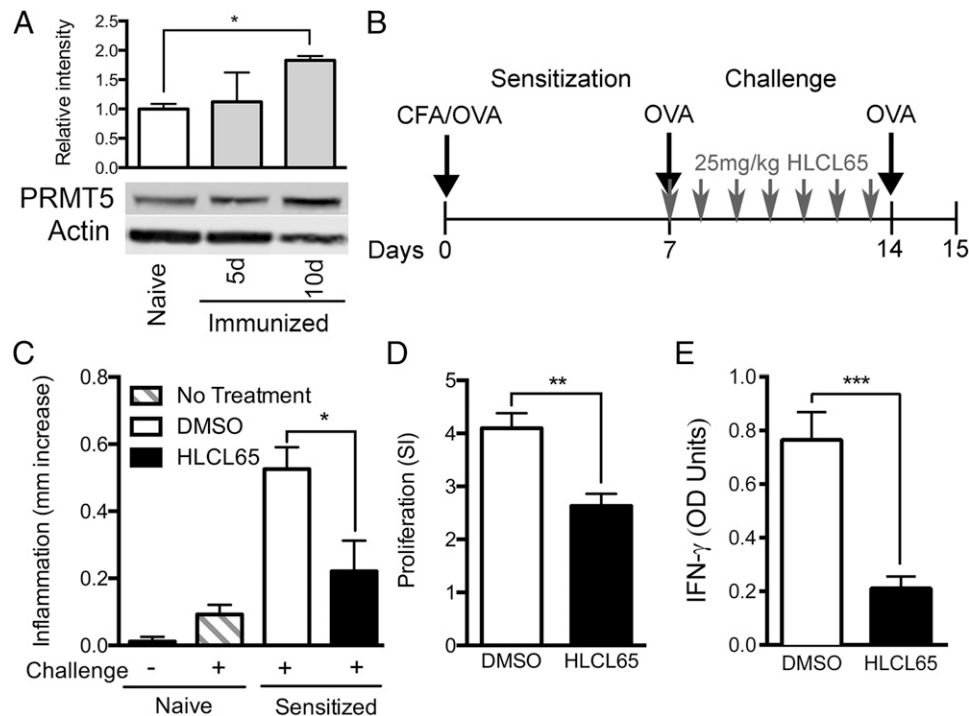 A
Relative intensity
2.5
2.0
1.5
1.0
0.5
0.0
*
PRMT5
Actin
Naive
5d
10d
Immunized
B
Sensitization
Challenge
CFA/OVA
OVA
OVA
25mg/kg HLCL65
Days
0
7
14
15
C
Inflammation (mm increase)
0.8
0.6
0.4
0.2
0.0
No Treatment
DMSO
HLCL65
*
Challenge
-
+
+
+
Naive
Sensitized
D
Proliferation (SI)
5
4
3
2
1
0
**
DMSO
HLCL65
E
IFN-γ (OD Units)
1.0
0.8
0.6
0.4
0.2
0.0
***
DMSO
HLCL65